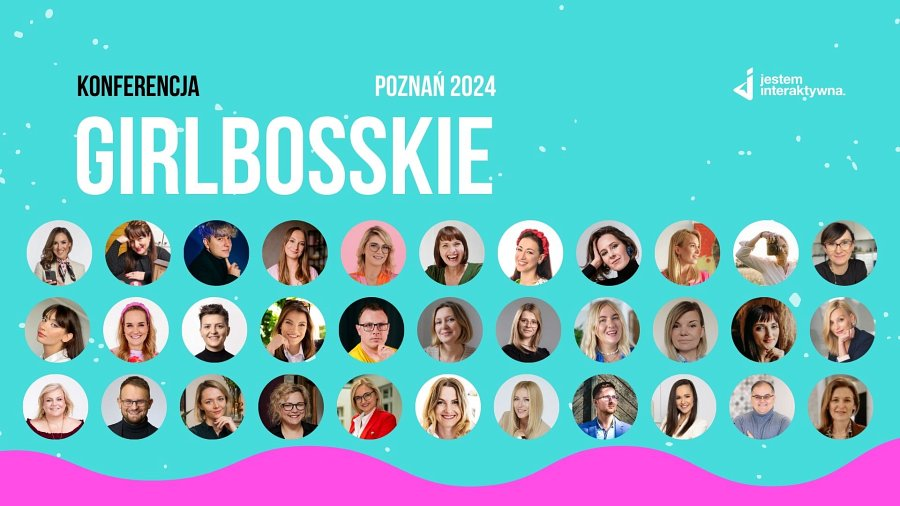 KONFERENCJA
POZNAŃ 2024
GIRLBOSSKIE
jestem
interaktywna.